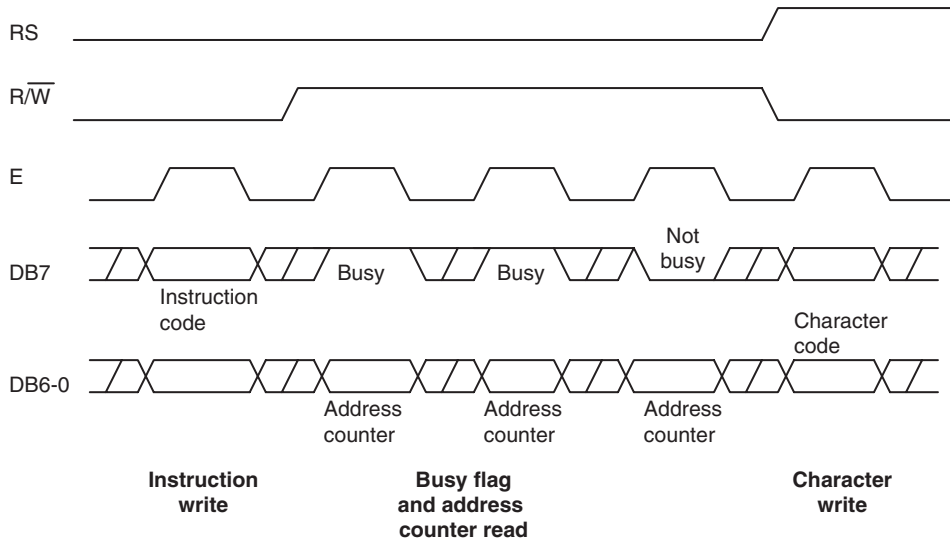 RS
R/W̅
E
DB7
Busy
Busy
Not
busy
Instruction
code
Character
code
DB6-0
Address
counter
Address
counter
Address
counter
Instruction
write
Busy flag
and address
counter read
Character
write